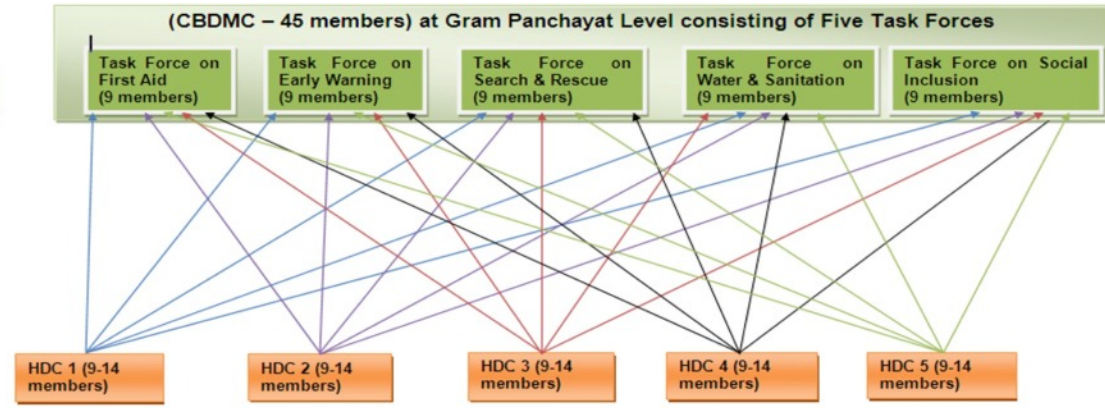 (CBDMC – 45 members) at Gram Panchayat Level consisting of Five Task Forces
Task Force on
First Aid
(9 members)
Task Force on
Early Warning
(9 members)
Task Force on
Search & Rescue
(9 members)
Task Force on
Water & Sanitation
(9 members)
Task Force on Social
Inclusion
(9 members)
HDC 1 (9-14
members)
HDC 2 (9-14
members)
HDC 3 (9-14
members)
HDC 4 (9-14
members)
HDC 5 (9-14
members)